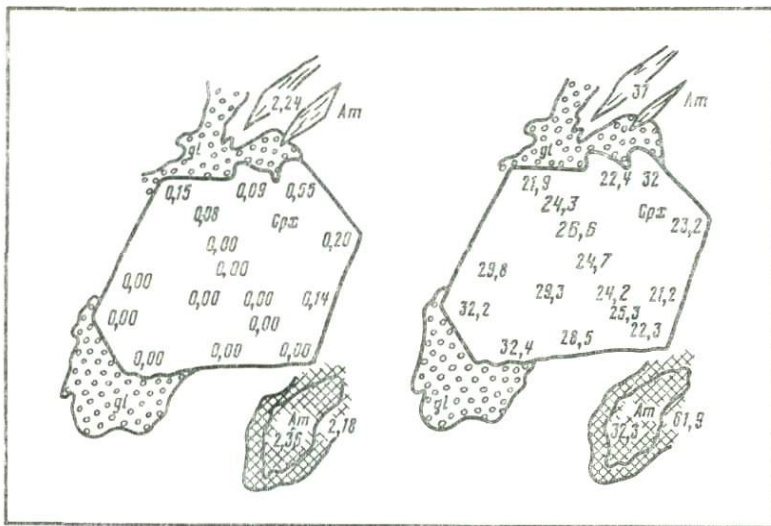 2,24
Am
gl
0,15 0,09 0,55
0,08 Cpx
0,00 0,20
0,00
0,00
0,00 0,00 0,14
0,00 0,00
0,00 0,00 0,00
gl
Am
2,36 2,18
31
Am
gl
21,9 22,4 32
24,3 Cpx
26,6 23,2
24,7
29,8
29,3 24,2 21,2
32,2 25,3
22,3
32,4 28,5
gl
Am
32,3 61,9